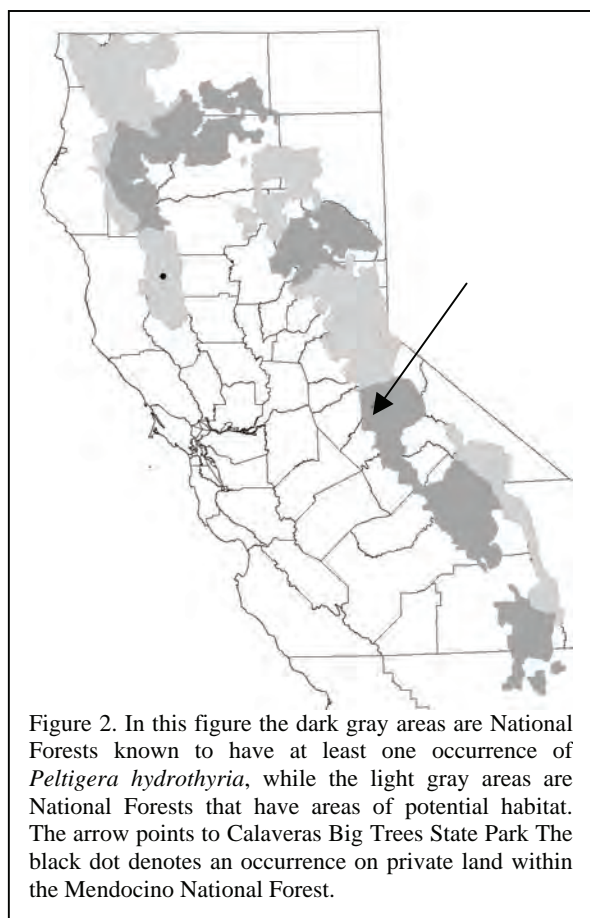 Figure 2. In this figure the dark gray areas are National
Forests known to have at least one occurrence of
Peltigera hydrothyria, while the light gray areas are
National Forests that have areas of potential habitat.
The arrow points to Calaveras Big Trees State Park The
black dot denotes an occurrence on private land within
the Mendocino National Forest.